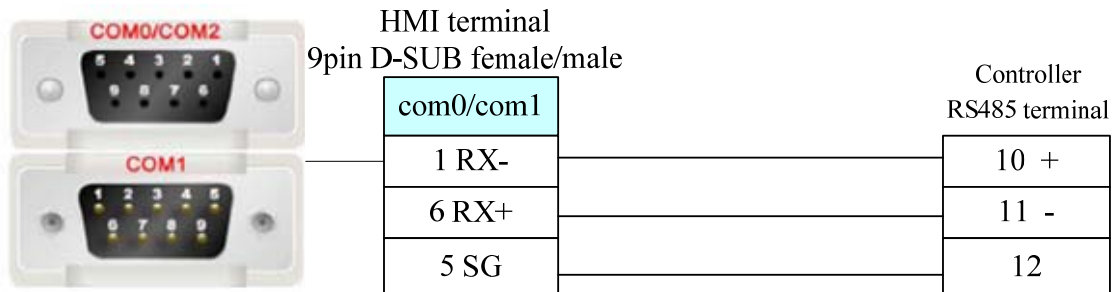 COM0/COM2
5 4 3 2 1
9 8 7 6
COM1
1 2 3 4 5
6 7 8 9
HMI terminal
9pin D-SUB female/male
com0/com1
1 RX-
6 RX+
5 SG
Controller
RS485 terminal
10 +
11 -
12